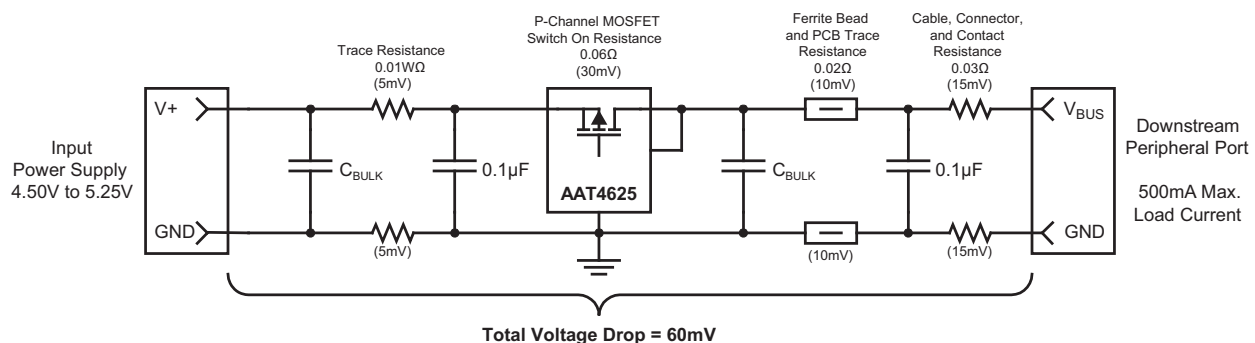 P-Channel MOSFET
Switch On Resistance
0.06Ω
(30mV)
Ferrite Bead
and PCB Trace
Resistance
0.02Ω
(10mV)
Cable, Connector,
and Contact
Resistance
0.03Ω
(15mV)
Trace Resistance
0.01WΩ
(5mV)
Input
Power Supply
4.50V to 5.25V
V+
GND
C_BULK
0.1µF
AAT4625
C_BULK
0.1µF
V_BUS
GND
Downstream
Peripheral Port
500mA Max.
Load Current
(5mV)
(10mV)
(15mV)
Total Voltage Drop = 60mV